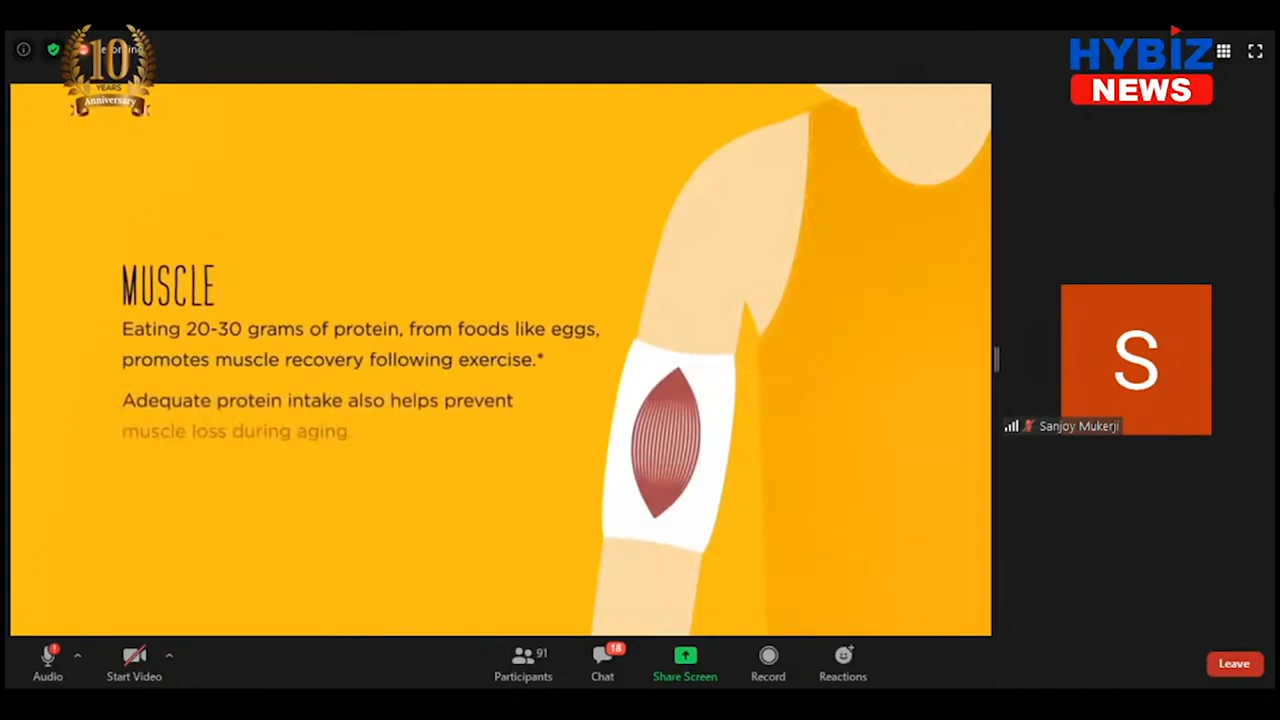 10
YEARS
Anniversary
HYBIZ
NEWS
MUSCLE
Eating 20-30 grams of protein, from foods like eggs,
promotes muscle recovery following exercise.*
Adequate protein intake also helps prevent
muscle loss during aging.
S
Sanjoy Mukerji
Audio
Start Video
91
Participants
18
Chat
Share Screen
Record
Reactions
Leave